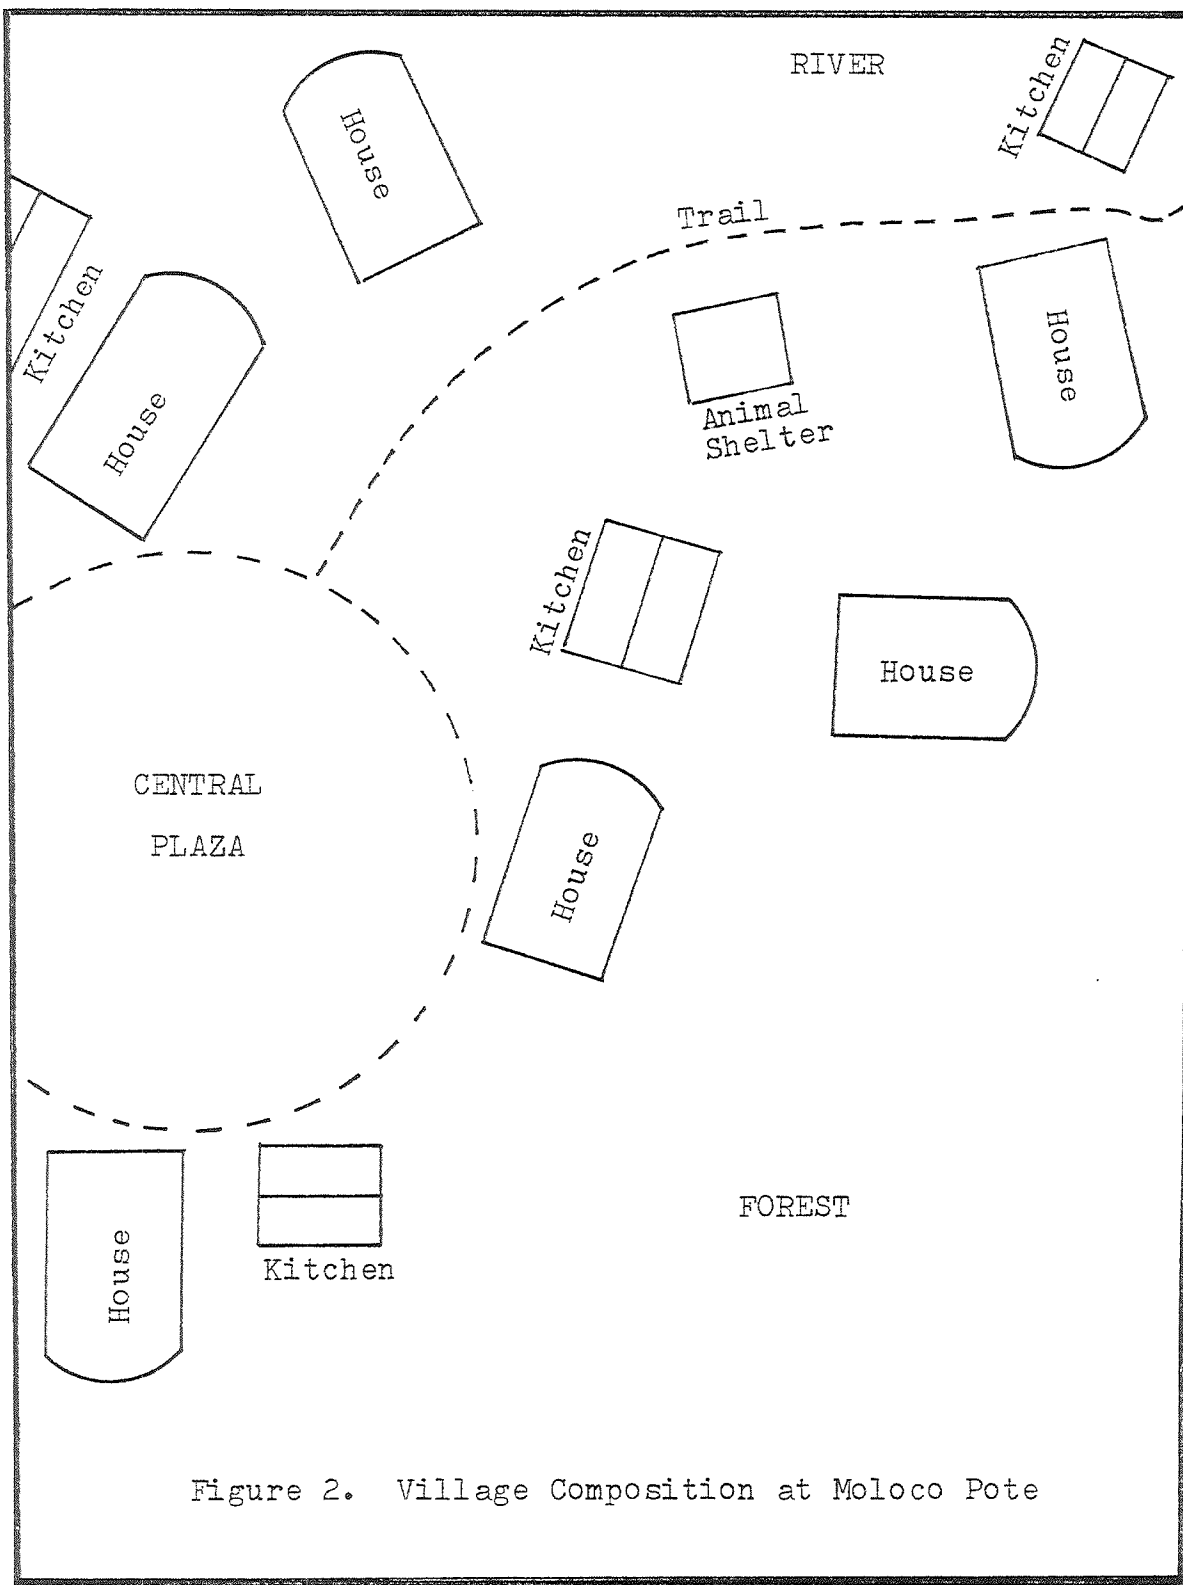 RIVER
Kitchen
House
Trail
Kitchen
House
House
Animal
Shelter
Kitchen
House
CENTRAL
PLAZA
House
FOREST
House
Kitchen
Figure 2. Village Composition at Moloco Pote